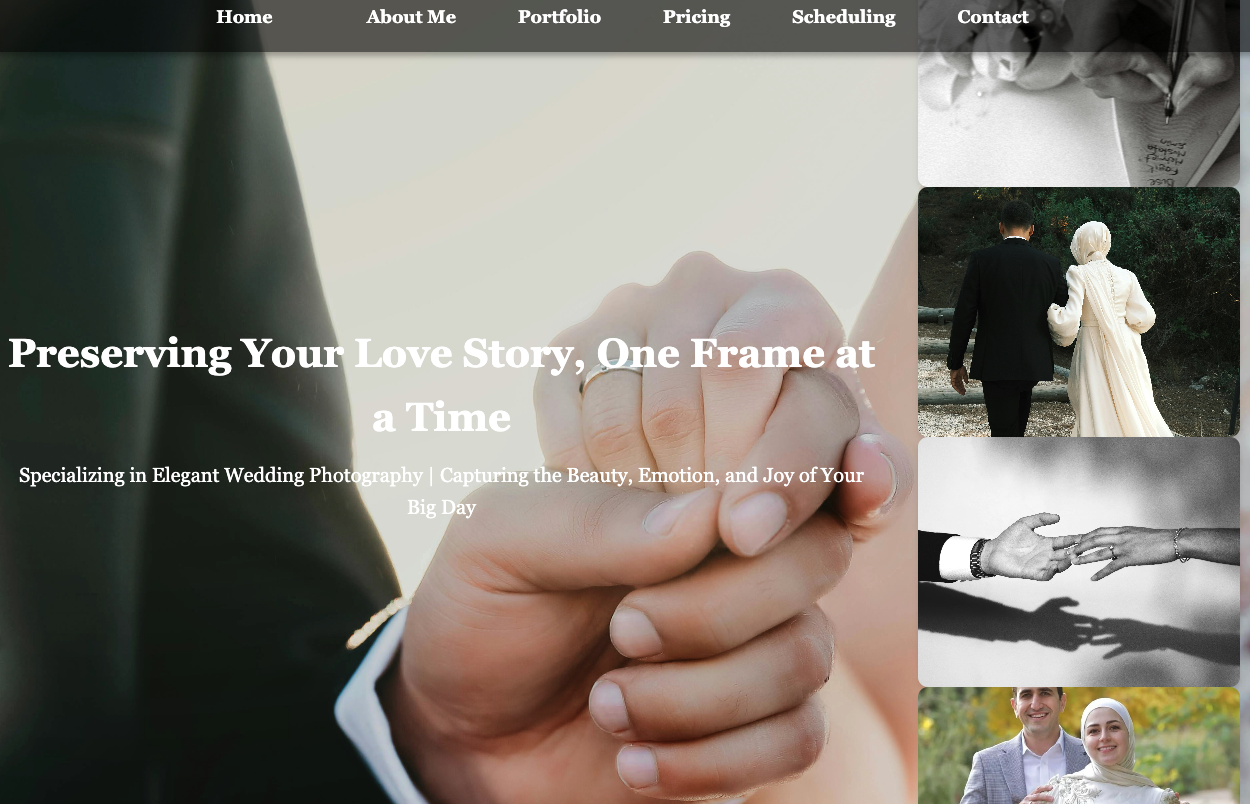 Home About Me Portfolio Pricing Scheduling Contact
Preserving Your Love Story, One Frame at
a Time
Specializing in Elegant Wedding Photography | Capturing the Beauty, Emotion, and Joy of Your
Big Day